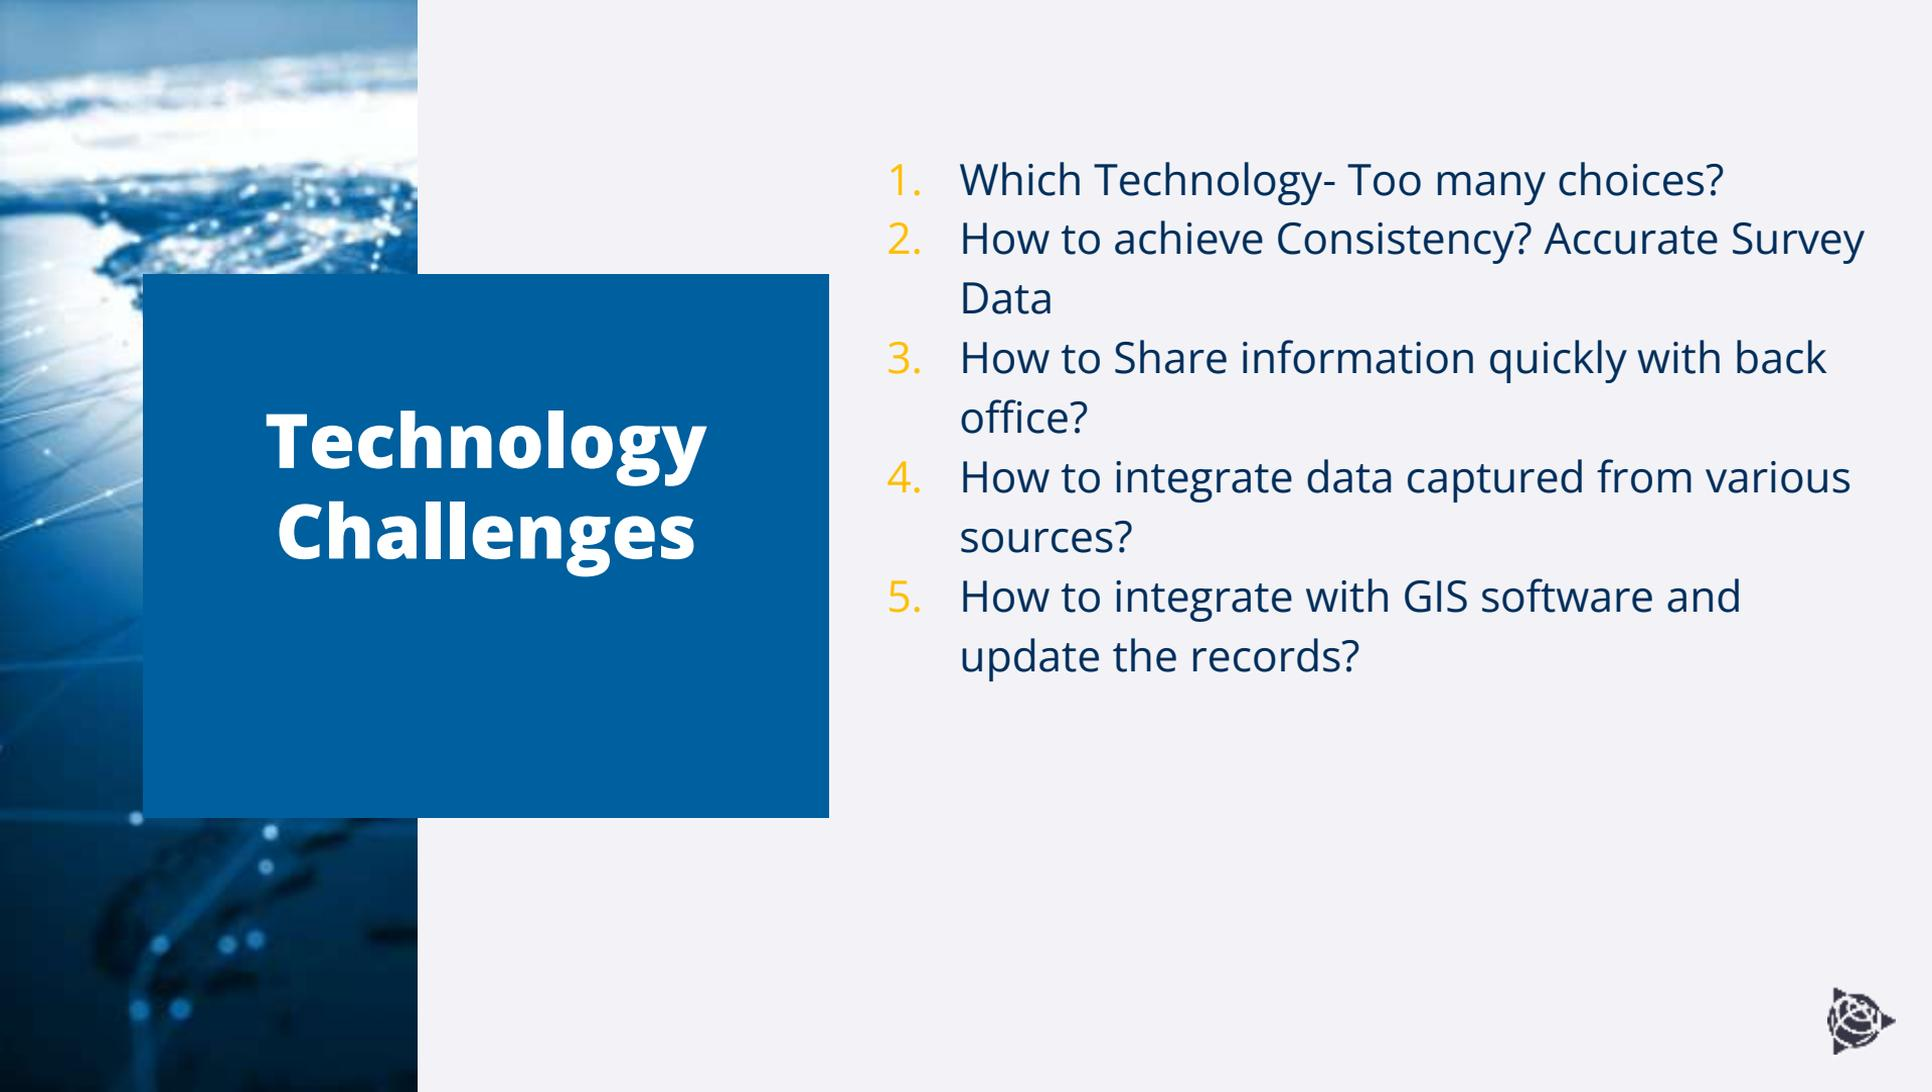 Technology
Challenges
1. Which Technology- Too many choices?
2. How to achieve Consistency? Accurate Survey
Data
3. How to Share information quickly with back
office?
4. How to integrate data captured from various
sources?
5. How to integrate with GIS software and
update the records?